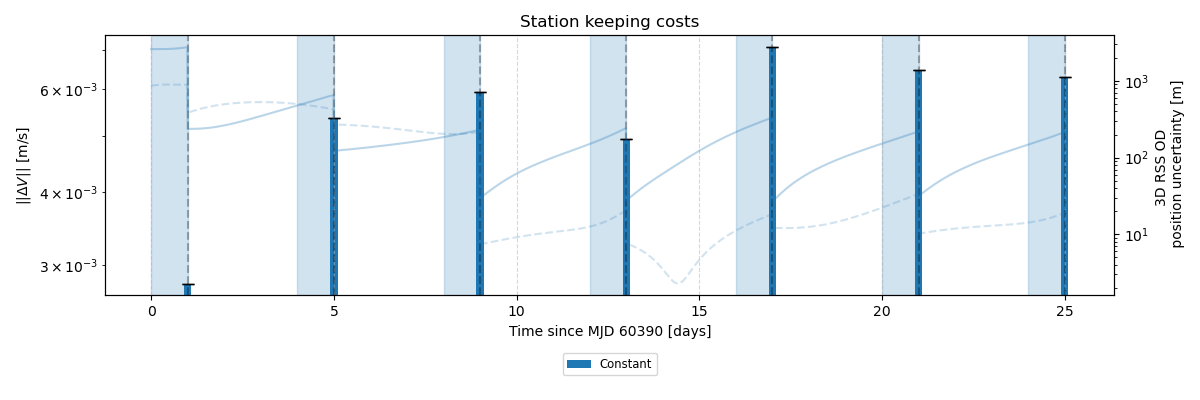 Station keeping costs
||ΔV|| [m/s]
6 × 10⁻³
4 × 10⁻³
3 × 10⁻³
10³
10²
10¹
3D RSS OD
position uncertainty [m]
0 5 10 15 20 25
Time since MJD 60390 [days]
Constant